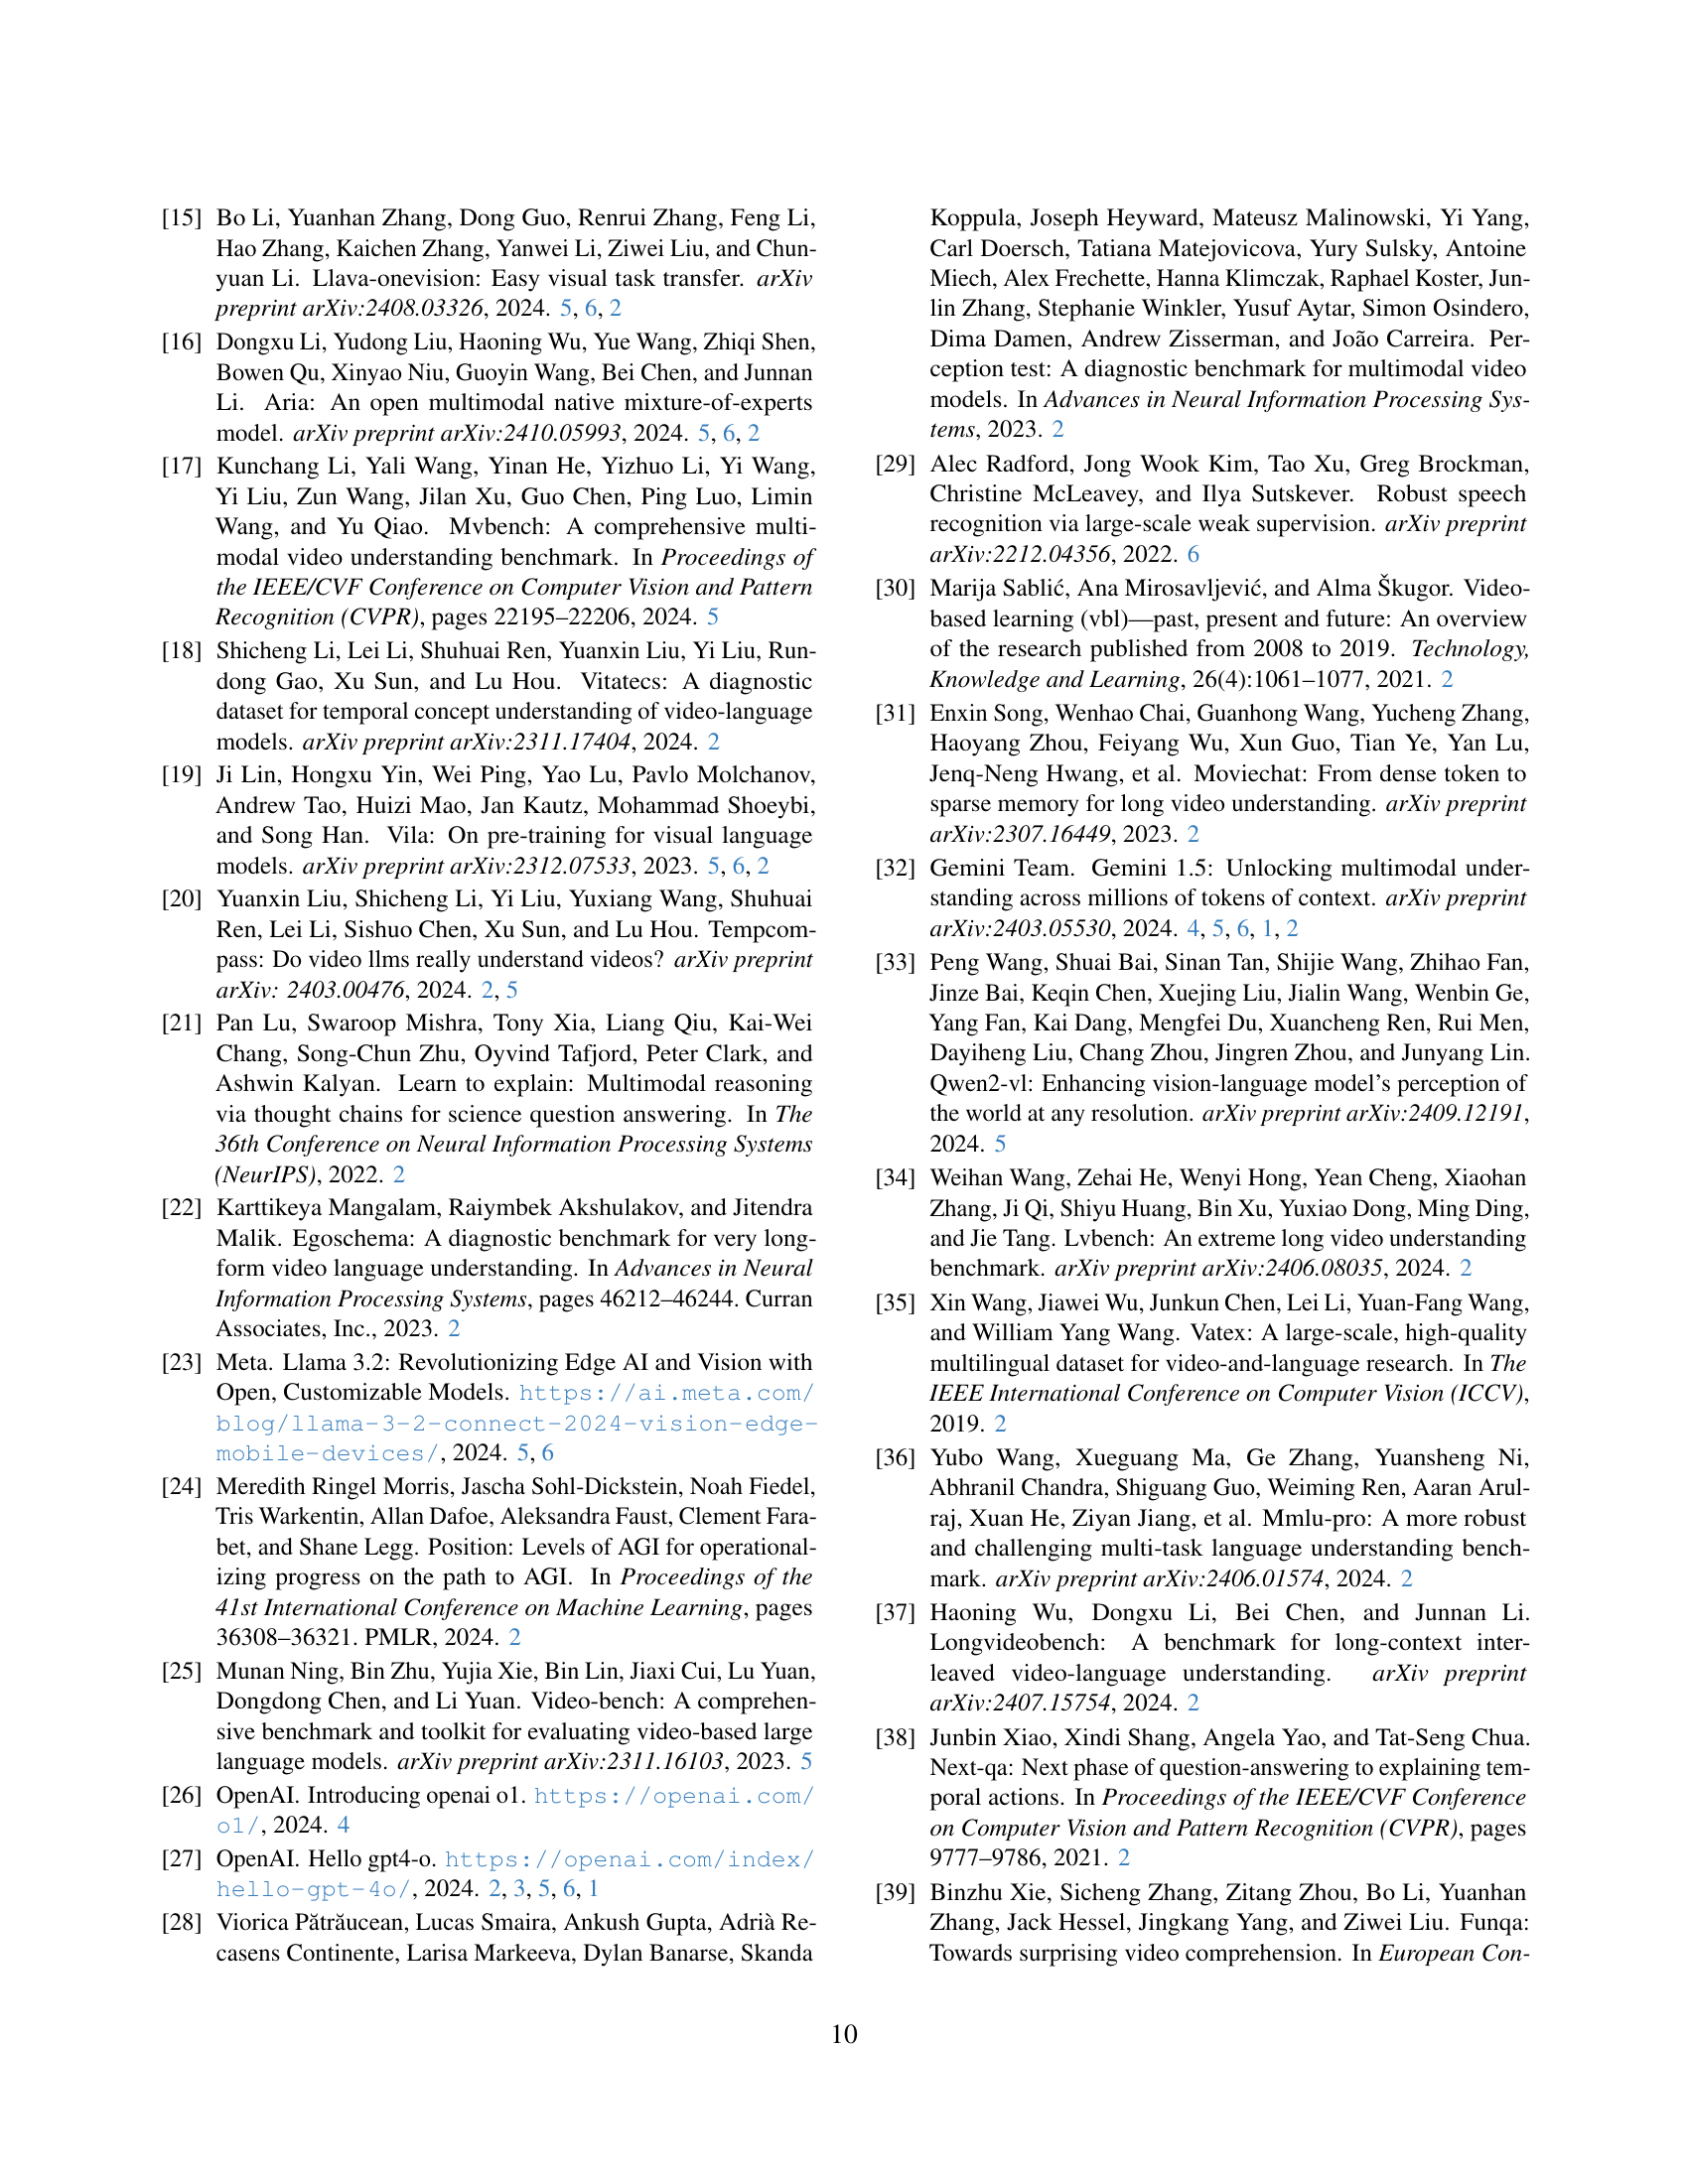 [15] Bo Li, Yuanhan Zhang, Dong Guo, Renrui Zhang, Feng Li,
Hao Zhang, Kaichen Zhang, Yanwei Li, Ziwei Liu, and Chun-
yuan Li. Llava-onevision: Easy visual task transfer. arXiv
preprint arXiv:2408.03326, 2024. 5, 6, 2
[16] Dongxu Li, Yudong Liu, Haoning Wu, Yue Wang, Zhiqi Shen,
Bowen Qu, Xinyao Niu, Guoyin Wang, Bei Chen, and Junnan
Li. Aria: An open multimodal native mixture-of-experts
model. arXiv preprint arXiv:2410.05993, 2024. 5, 6, 2
[17] Kunchang Li, Yali Wang, Yinan He, Yizhuo Li, Yi Wang,
Yi Liu, Zun Wang, Jilan Xu, Guo Chen, Ping Luo, Limin
Wang, and Yu Qiao. Mvbench: A comprehensive multi-
modal video understanding benchmark. In Proceedings of
the IEEE/CVF Conference on Computer Vision and Pattern
Recognition (CVPR), pages 22195–22206, 2024. 5
[18] Shicheng Li, Lei Li, Shuhuai Ren, Yuanxin Liu, Yi Liu, Run-
dong Gao, Xu Sun, and Lu Hou. Vitatecs: A diagnostic
dataset for temporal concept understanding of video-language
models. arXiv preprint arXiv:2311.17404, 2024. 2
[19] Ji Lin, Hongxu Yin, Wei Ping, Yao Lu, Pavlo Molchanov,
Andrew Tao, Huizi Mao, Jan Kautz, Mohammad Shoeybi,
and Song Han. Vila: On pre-training for visual language
models. arXiv preprint arXiv:2312.07533, 2023. 5, 6, 2
[20] Yuanxin Liu, Shicheng Li, Yi Liu, Yuxiang Wang, Shuhuai
Ren, Lei Li, Sishuo Chen, Xu Sun, and Lu Hou. Tempcom-
pass: Do video llms really understand videos? arXiv preprint
arXiv: 2403.00476, 2024. 2, 5
[21] Pan Lu, Swaroop Mishra, Tony Xia, Liang Qiu, Kai-Wei
Chang, Song-Chun Zhu, Oyvind Tafjord, Peter Clark, and
Ashwin Kalyan. Learn to explain: Multimodal reasoning
via thought chains for science question answering. In The
36th Conference on Neural Information Processing Systems
(NeurIPS), 2022. 2
[22] Karttikeya Mangalam, Raiymbek Akshulakov, and Jitendra
Malik. Egoschema: A diagnostic benchmark for very long-
form video language understanding. In Advances in Neural
Information Processing Systems, pages 46212–46244. Curran
Associates, Inc., 2023. 2
[23] Meta. Llama 3.2: Revolutionizing Edge AI and Vision with
Open, Customizable Models. https://ai.meta.com/
blog/llama-3-2-connect-2024-vision-edge-
mobile-devices/, 2024. 5, 6
[24] Meredith Ringel Morris, Jascha Sohl-Dickstein, Noah Fiedel,
Tris Warkentin, Allan Dafoe, Aleksandra Faust, Clement Fara-
bet, and Shane Legg. Position: Levels of AGI for operational-
izing progress on the path to AGI. In Proceedings of the
41st International Conference on Machine Learning, pages
36308–36321. PMLR, 2024. 2
[25] Munan Ning, Bin Zhu, Yujia Xie, Bin Lin, Jiaxi Cui, Lu Yuan,
Dongdong Chen, and Li Yuan. Video-bench: A comprehen-
sive benchmark and toolkit for evaluating video-based large
language models. arXiv preprint arXiv:2311.16103, 2023. 5
[26] OpenAI. Introducing openai o1. https://openai.com/
o1/, 2024. 4
[27] OpenAI. Hello gpt4-o. https://openai.com/index/
hello-gpt-4o/, 2024. 2, 3, 5, 6, 1
[28] Viorica Pătrăucean, Lucas Smaira, Ankush Gupta, Adrià Re-
casens Continente, Larisa Markeeva, Dylan Banarse, Skanda
Koppula, Joseph Heyward, Mateusz Malinowski, Yi Yang,
Carl Doersch, Tatiana Matejovicova, Yury Sulsky, Antoine
Miech, Alex Frechette, Hanna Klimczak, Raphael Koster, Jun-
lin Zhang, Stephanie Winkler, Yusuf Aytar, Simon Osindero,
Dima Damen, Andrew Zisserman, and João Carreira. Per-
ception test: A diagnostic benchmark for multimodal video
models. In Advances in Neural Information Processing Sys-
tems, 2023. 2
[29] Alec Radford, Jong Wook Kim, Tao Xu, Greg Brockman,
Christine McLeavey, and Ilya Sutskever. Robust speech
recognition via large-scale weak supervision. arXiv preprint
arXiv:2212.04356, 2022. 6
[30] Marija Sablić, Ana Mirosavljević, and Alma Škugor. Video-
based learning (vbl)—past, present and future: An overview
of the research published from 2008 to 2019. Technology,
Knowledge and Learning, 26(4):1061–1077, 2021. 2
[31] Enxin Song, Wenhao Chai, Guanhong Wang, Yucheng Zhang,
Haoyang Zhou, Feiyang Wu, Xun Guo, Tian Ye, Yan Lu,
Jenq-Neng Hwang, et al. Moviechat: From dense token to
sparse memory for long video understanding. arXiv preprint
arXiv:2307.16449, 2023. 2
[32] Gemini Team. Gemini 1.5: Unlocking multimodal under-
standing across millions of tokens of context. arXiv preprint
arXiv:2403.05530, 2024. 4, 5, 6, 1, 2
[33] Peng Wang, Shuai Bai, Sinan Tan, Shijie Wang, Zhihao Fan,
Jinze Bai, Keqin Chen, Xuejing Liu, Jialin Wang, Wenbin Ge,
Yang Fan, Kai Dang, Mengfei Du, Xuancheng Ren, Rui Men,
Dayiheng Liu, Chang Zhou, Jingren Zhou, and Junyang Lin.
Qwen2-vl: Enhancing vision-language model's perception of
the world at any resolution. arXiv preprint arXiv:2409.12191,
2024. 5
[34] Weihan Wang, Zehai He, Wenyi Hong, Yean Cheng, Xiaohan
Zhang, Ji Qi, Shiyu Huang, Bin Xu, Yuxiao Dong, Ming Ding,
and Jie Tang. Lvbench: An extreme long video understanding
benchmark. arXiv preprint arXiv:2406.08035, 2024. 2
[35] Xin Wang, Jiawei Wu, Junkun Chen, Lei Li, Yuan-Fang Wang,
and William Yang Wang. Vatex: A large-scale, high-quality
multilingual dataset for video-and-language research. In The
IEEE International Conference on Computer Vision (ICCV),
2019. 2
[36] Yubo Wang, Xueguang Ma, Ge Zhang, Yuansheng Ni,
Abhranil Chandra, Shiguang Guo, Weiming Ren, Aaran Arul-
raj, Xuan He, Ziyan Jiang, et al. Mmlu-pro: A more robust
and challenging multi-task language understanding bench-
mark. arXiv preprint arXiv:2406.01574, 2024. 2
[37] Haoning Wu, Dongxu Li, Bei Chen, and Junnan Li.
Longvideobench: A benchmark for long-context inter-
leaved video-language understanding. arXiv preprint
arXiv:2407.15754, 2024. 2
[38] Junbin Xiao, Xindi Shang, Angela Yao, and Tat-Seng Chua.
Next-qa: Next phase of question-answering to explaining tem-
poral actions. In Proceedings of the IEEE/CVF Conference
on Computer Vision and Pattern Recognition (CVPR), pages
9777–9786, 2021. 2
[39] Binzhu Xie, Sicheng Zhang, Zitang Zhou, Bo Li, Yuanhan
Zhang, Jack Hessel, Jingkang Yang, and Ziwei Liu. Funqa:
Towards surprising video comprehension. In European Con-
10